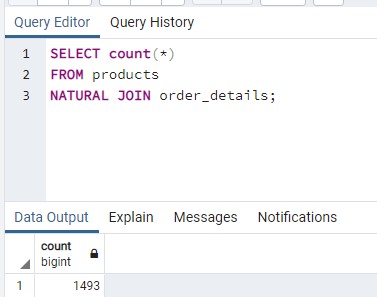 Query Editor Query History
1 SELECT count(*)
2 FROM products
3 NATURAL JOIN order_details;
Data Output Explain Messages Notifications
count
bigint
1 1493